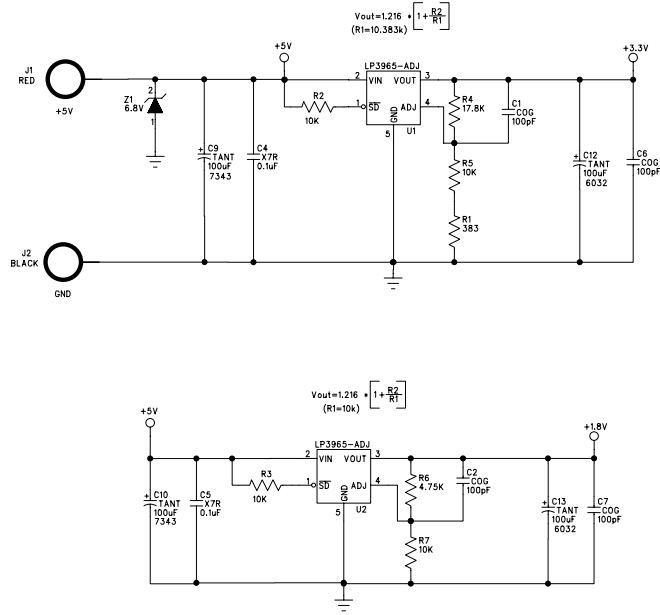 Vout=1.216 * [1+R2/R1]
(R1=10.383k)
J1
RED
+5V
+5V
LP3965-ADJ
+3.3V
2 VIN VOUT 3
1 SD ADJ 4
GND
5
U1
Z1
6.8V
2
1
R2
10K
R4
17.8K
C1
COG
100pF
C9
+ TANT
100uF
7343
C4
X7R
0.1uF
R5
10K
R1
383
C12
+ TANT
100uF
6032
C6
COG
100pF
J2
BLACK
GND
Vout=1.216 * [1+R2/R1]
(R1=10k)
+5V
LP3965-ADJ
+1.8V
2 VIN VOUT 3
1 SD ADJ 4
GND
5
U2
R3
10K
R6
4.75K
C2
COG
100pF
C10
+ TANT
100uF
7343
C5
X7R
0.1uF
R7
10K
C13
+ TANT
100uF
6032
C7
COG
100pF